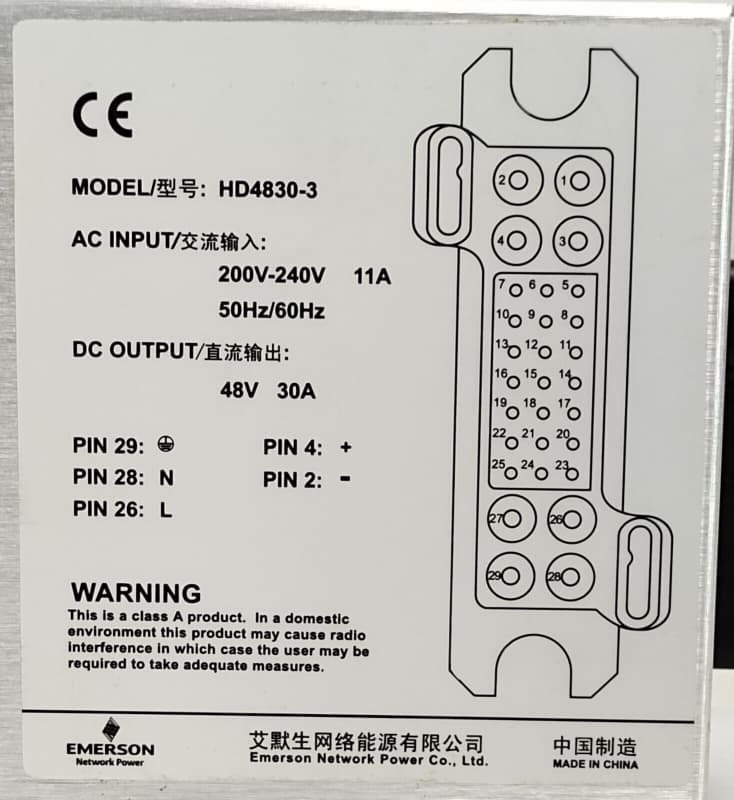 CE
MODEL/型号: HD4830-3
AC INPUT/交流输入:
200V-240V 11A
50Hz/60Hz
DC OUTPUT/直流输出:
48V 30A
PIN 29: ⏚ PIN 4: +
PIN 28: N PIN 2: -
PIN 26: L
2 1
4 3
7 6 5
10 9 8
13 12 11
16 15 14
19 18 17
22 21 20
25 24 23
27 26
29 28
WARNING
This is a class A product. In a domestic
environment this product may cause radio
interference in which case the user may be
required to take adequate measures.
EMERSON
Network Power
艾默生网络能源有限公司
Emerson Network Power Co., Ltd.
中国制造
MADE IN CHINA